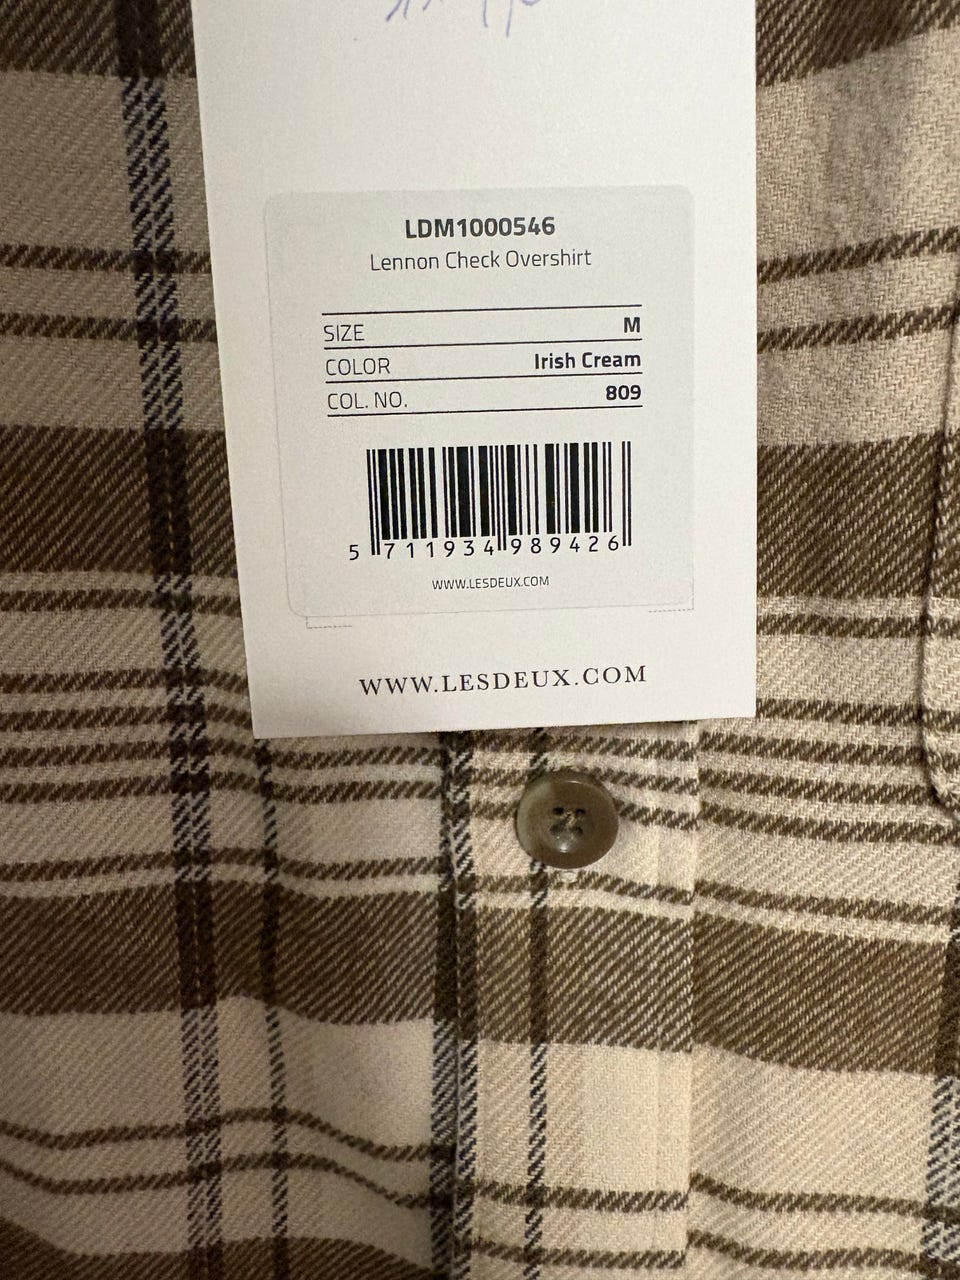 LDM1000546
Lennon Check Overshirt
SIZE M
COLOR Irish Cream
COL. NO. 809
5 711934 989426
WWW.LESDEUX.COM
WWW.LESDEUX.COM